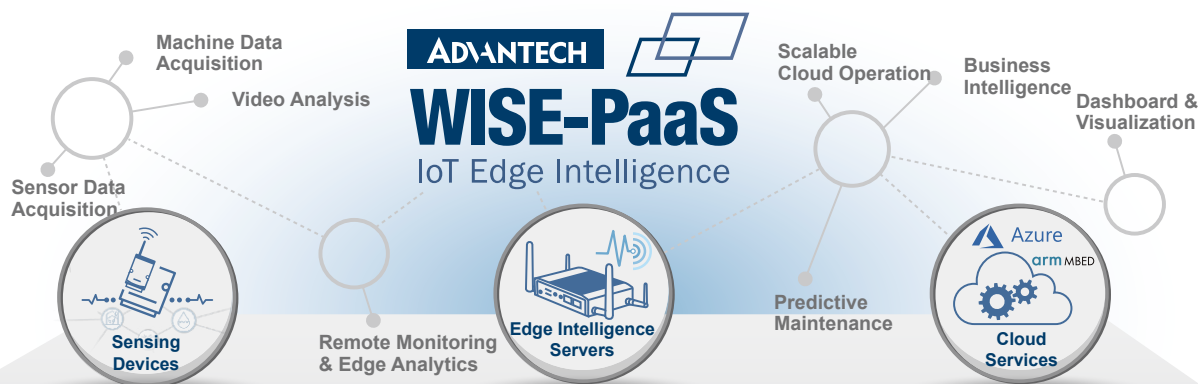 Machine Data
Acquisition
Video Analysis
Sensor Data
Acquisition
ADVANTECH
WISE-PaaS
IoT Edge Intelligence
Scalable
Cloud Operation
Business
Intelligence
Dashboard &
Visualization
Sensing
Devices
Remote Monitoring
& Edge Analytics
Edge Intelligence
Servers
Predictive
Maintenance
Azure
arm MBED
Cloud
Services